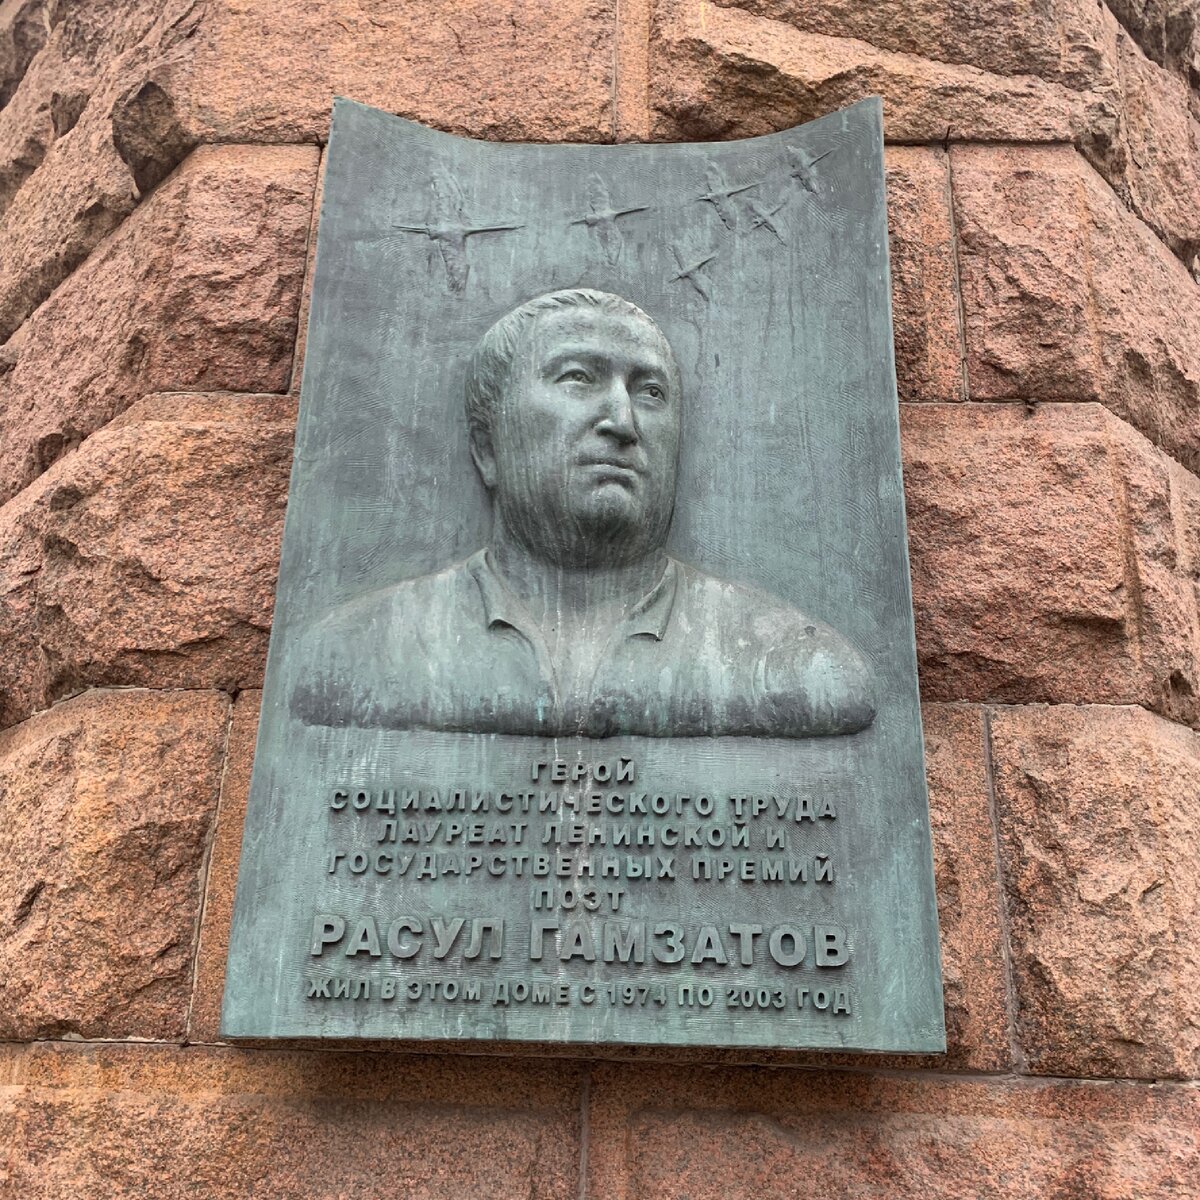 ГЕРОЙ
СОЦИАЛИСТИЧЕСКОГО ТРУДА
ЛАУРЕАТ ЛЕНИНСКОЙ И
ГОСУДАРСТВЕННЫХ ПРЕМИЙ
ПОЭТ
РАСУЛ ГАМЗАТОВ
ЖИЛ В ЭТОМ ДОМЕ С 1974 ПО 2003 ГОД